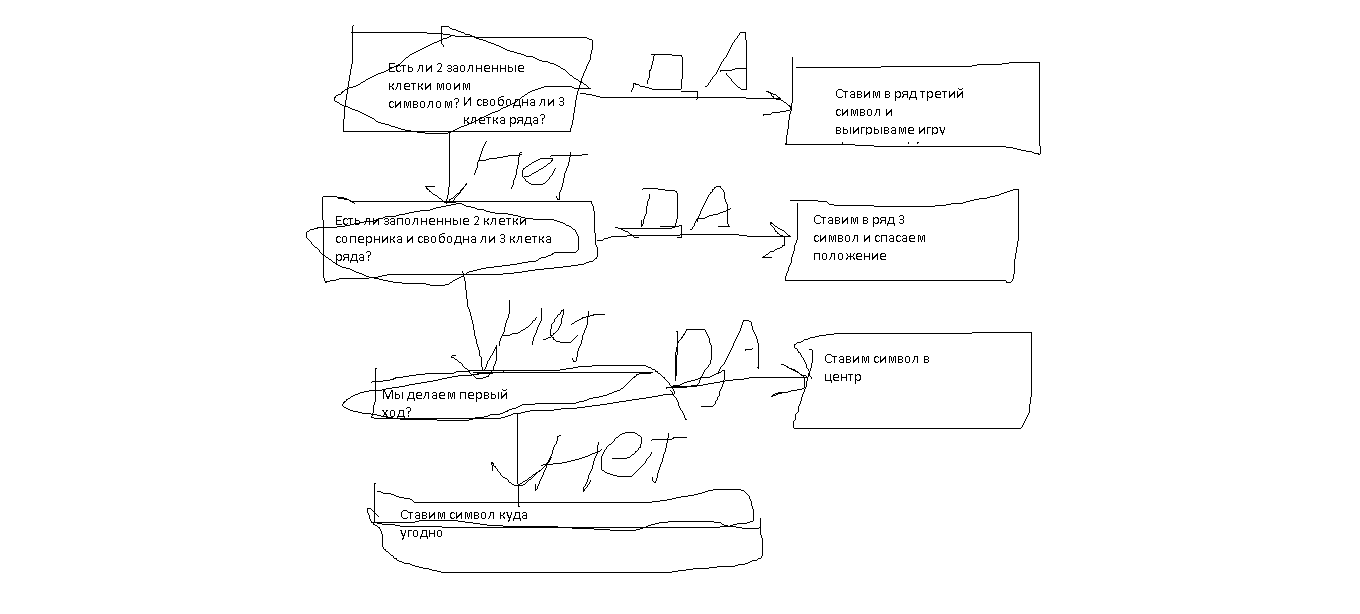 Есть ли 2 заолненные
клетки моим
символом? И свободна ли 3
клетка ряда?
ДА
Ставим в ряд третий
символ и
выигрываме игру
Нет
Есть ли заполненные 2 клетки
соперника и свободна ли 3 клетка
ряда?
ДА
Ставим в ряд 3
символ и спасаем
положение
Нет
Мы делаем первый
ход?
ДА
Ставим символ в
центр
Нет
Ставим символ куда
угодно